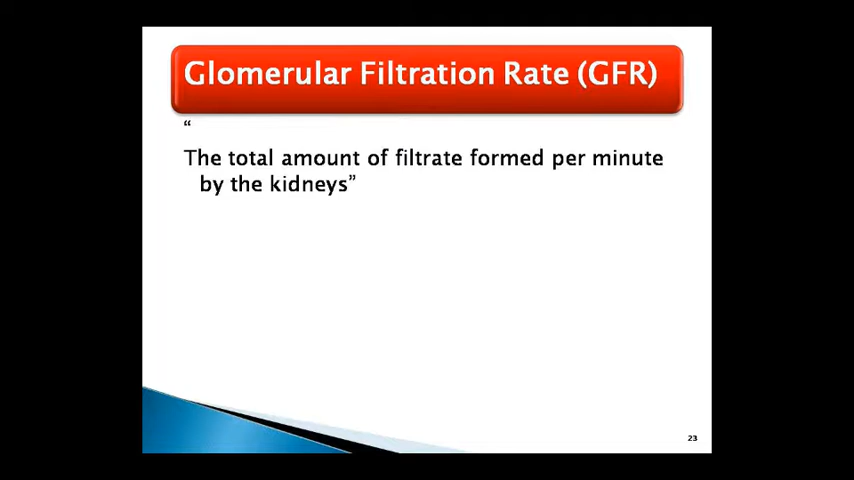 Glomerular Filtration Rate (GFR)
“
The total amount of filtrate formed per minute
by the kidneys”
23